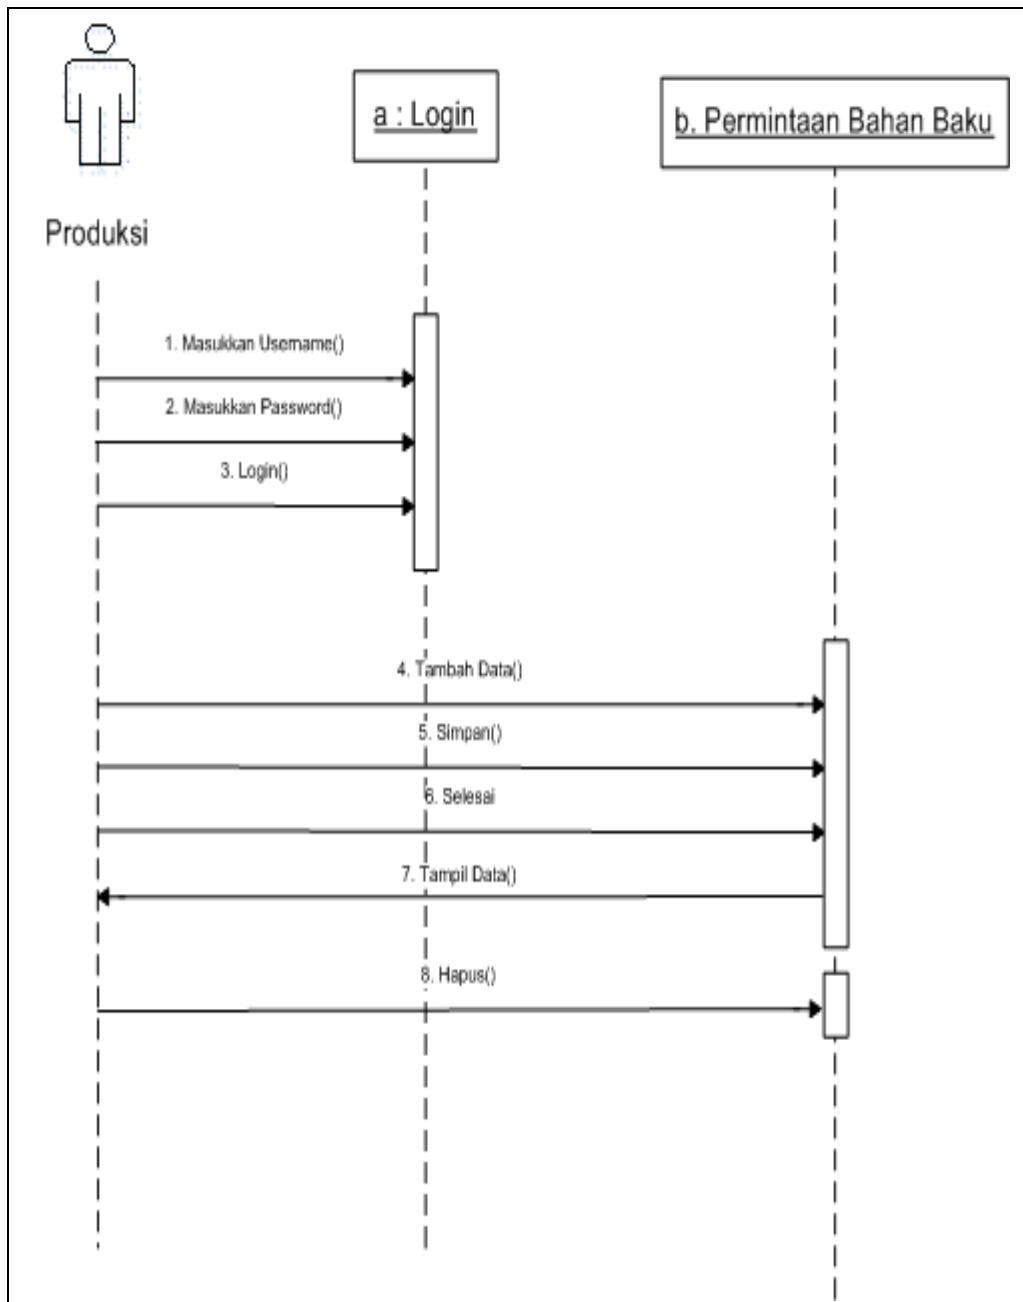 a : Login
b. Permintaan Bahan Baku
Produksi
1. Masukkan Username()
2. Masukkan Password()
3. Login()
4. Tambah Data()
5. Simpan()
6. Selesai
7. Tampil Data()
8. Hapus()